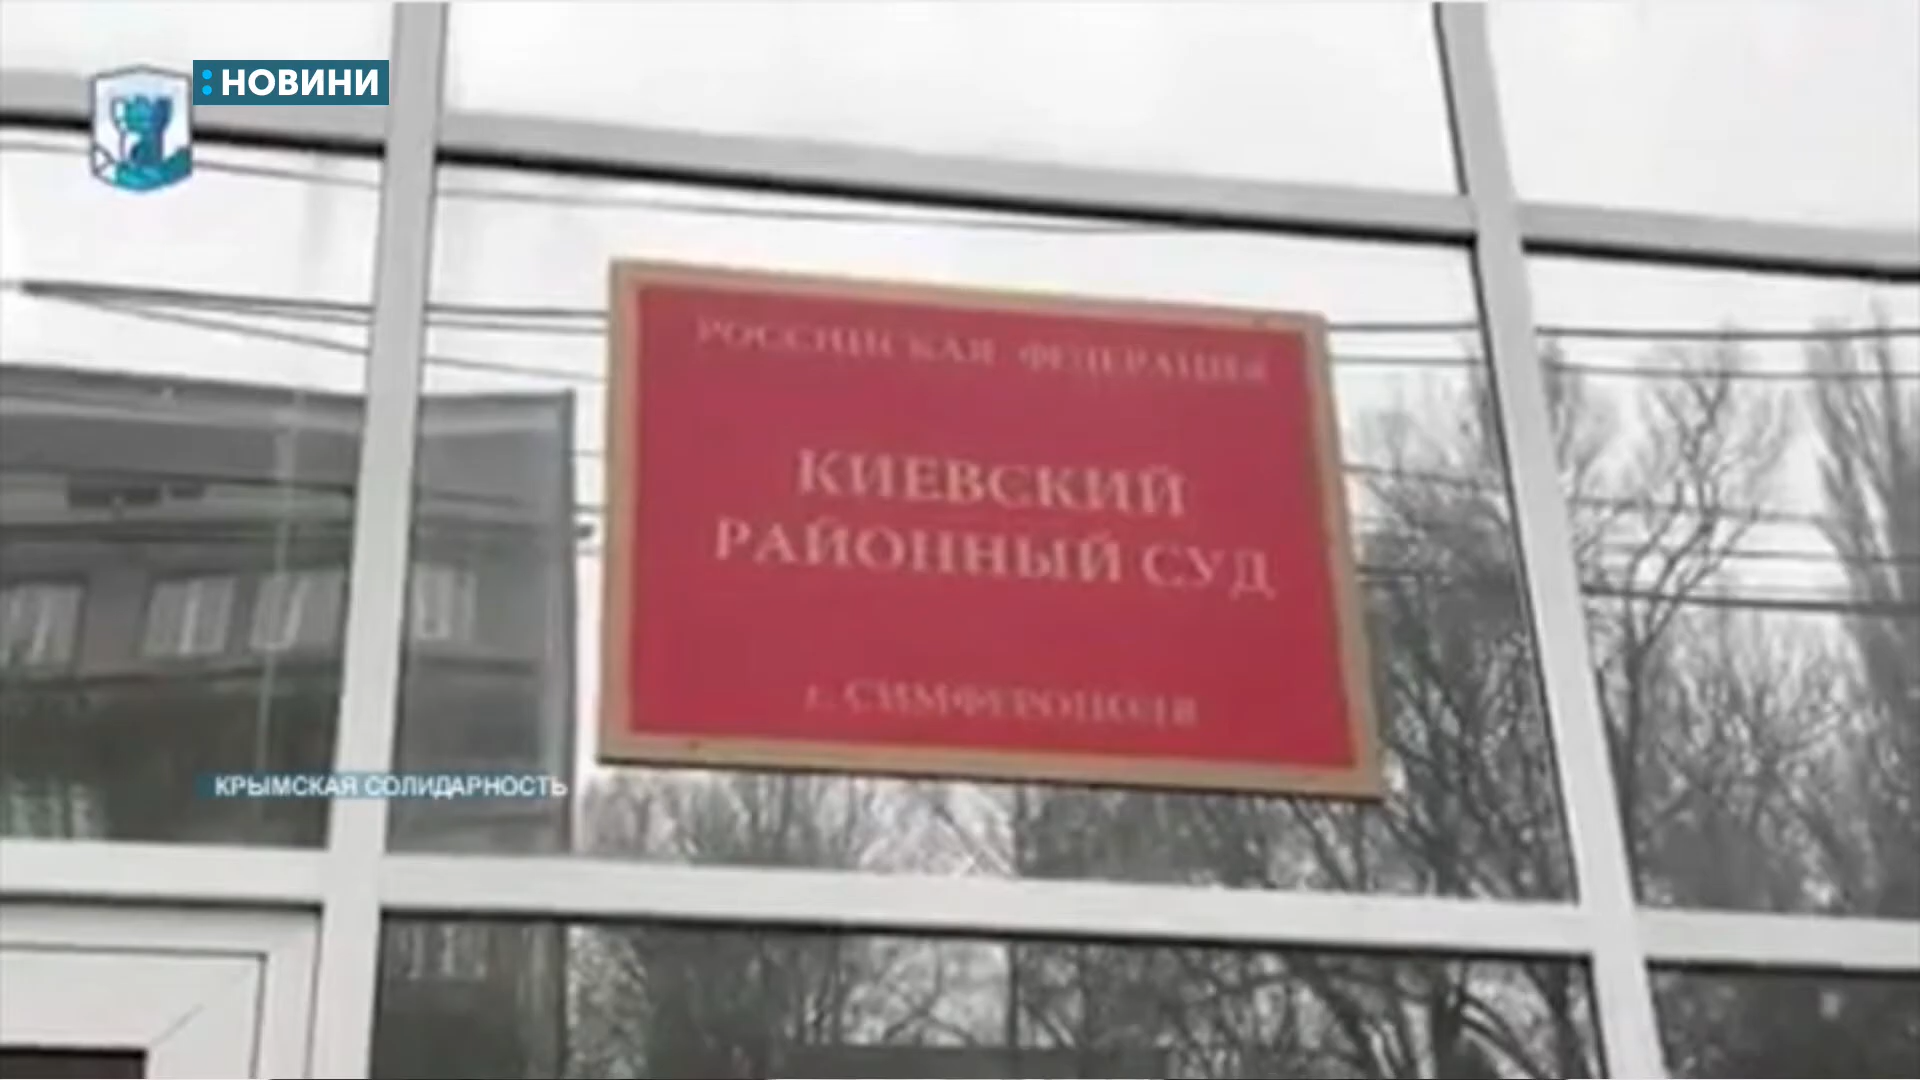 :НОВИНИ
РОССИЙСКАЯ ФЕДЕРАЦИЯ
КИЕВСКИЙ
РАЙОННЫЙ СУД
г. СИМФЕРОПОЛЯ
КРЫМСКАЯ СОЛИДАРНОСТЬ